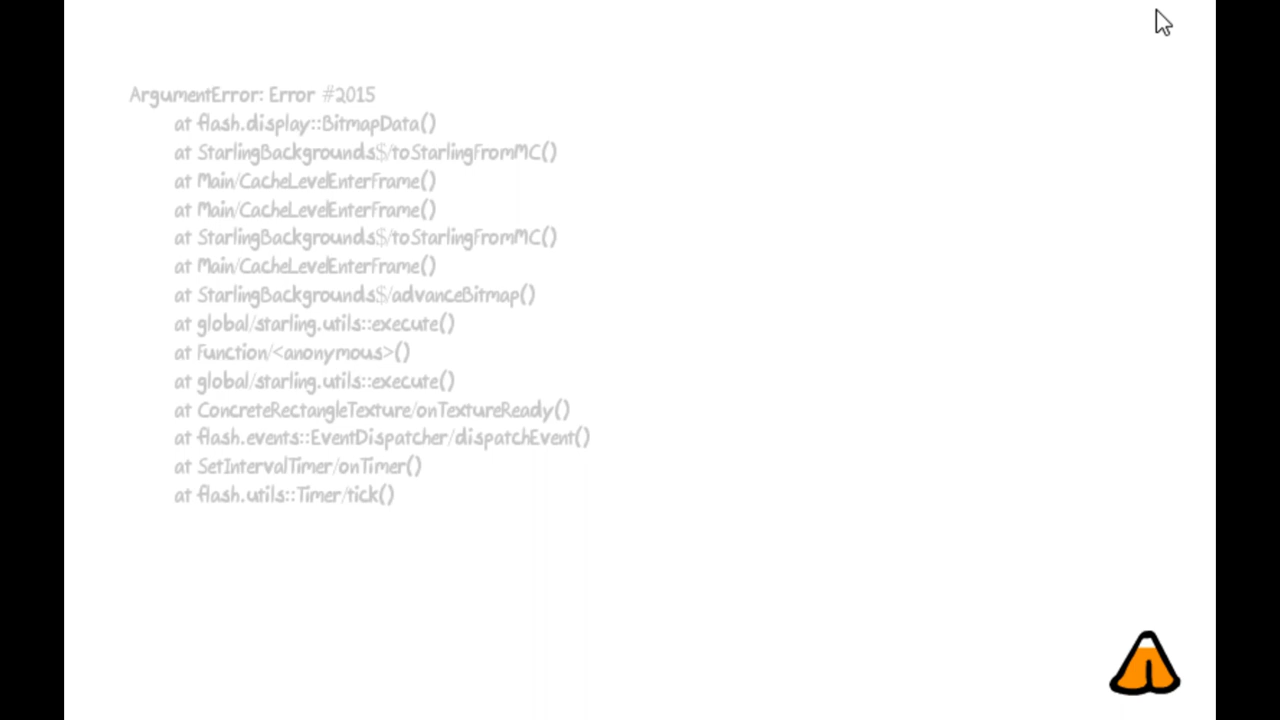 ArgumentError: Error #2015
at flash.display::BitmapData()
at StarlingBackgrounds$/toStarlingFromMC()
at Main/CacheLevelEnterFrame()
at Main/CacheLevelEnterFrame()
at StarlingBackgrounds$/toStarlingFromMC()
at Main/CacheLevelEnterFrame()
at StarlingBackgrounds$/advanceBitmap()
at global/starling.utils::execute()
at Function/<anonymous>()
at global/starling.utils::execute()
at ConcreteRectangleTexture/onTextureReady()
at flash.events::EventDispatcher/dispatchEvent()
at SetIntervalTimer/onTimer()
at flash.utils::Timer/tick()